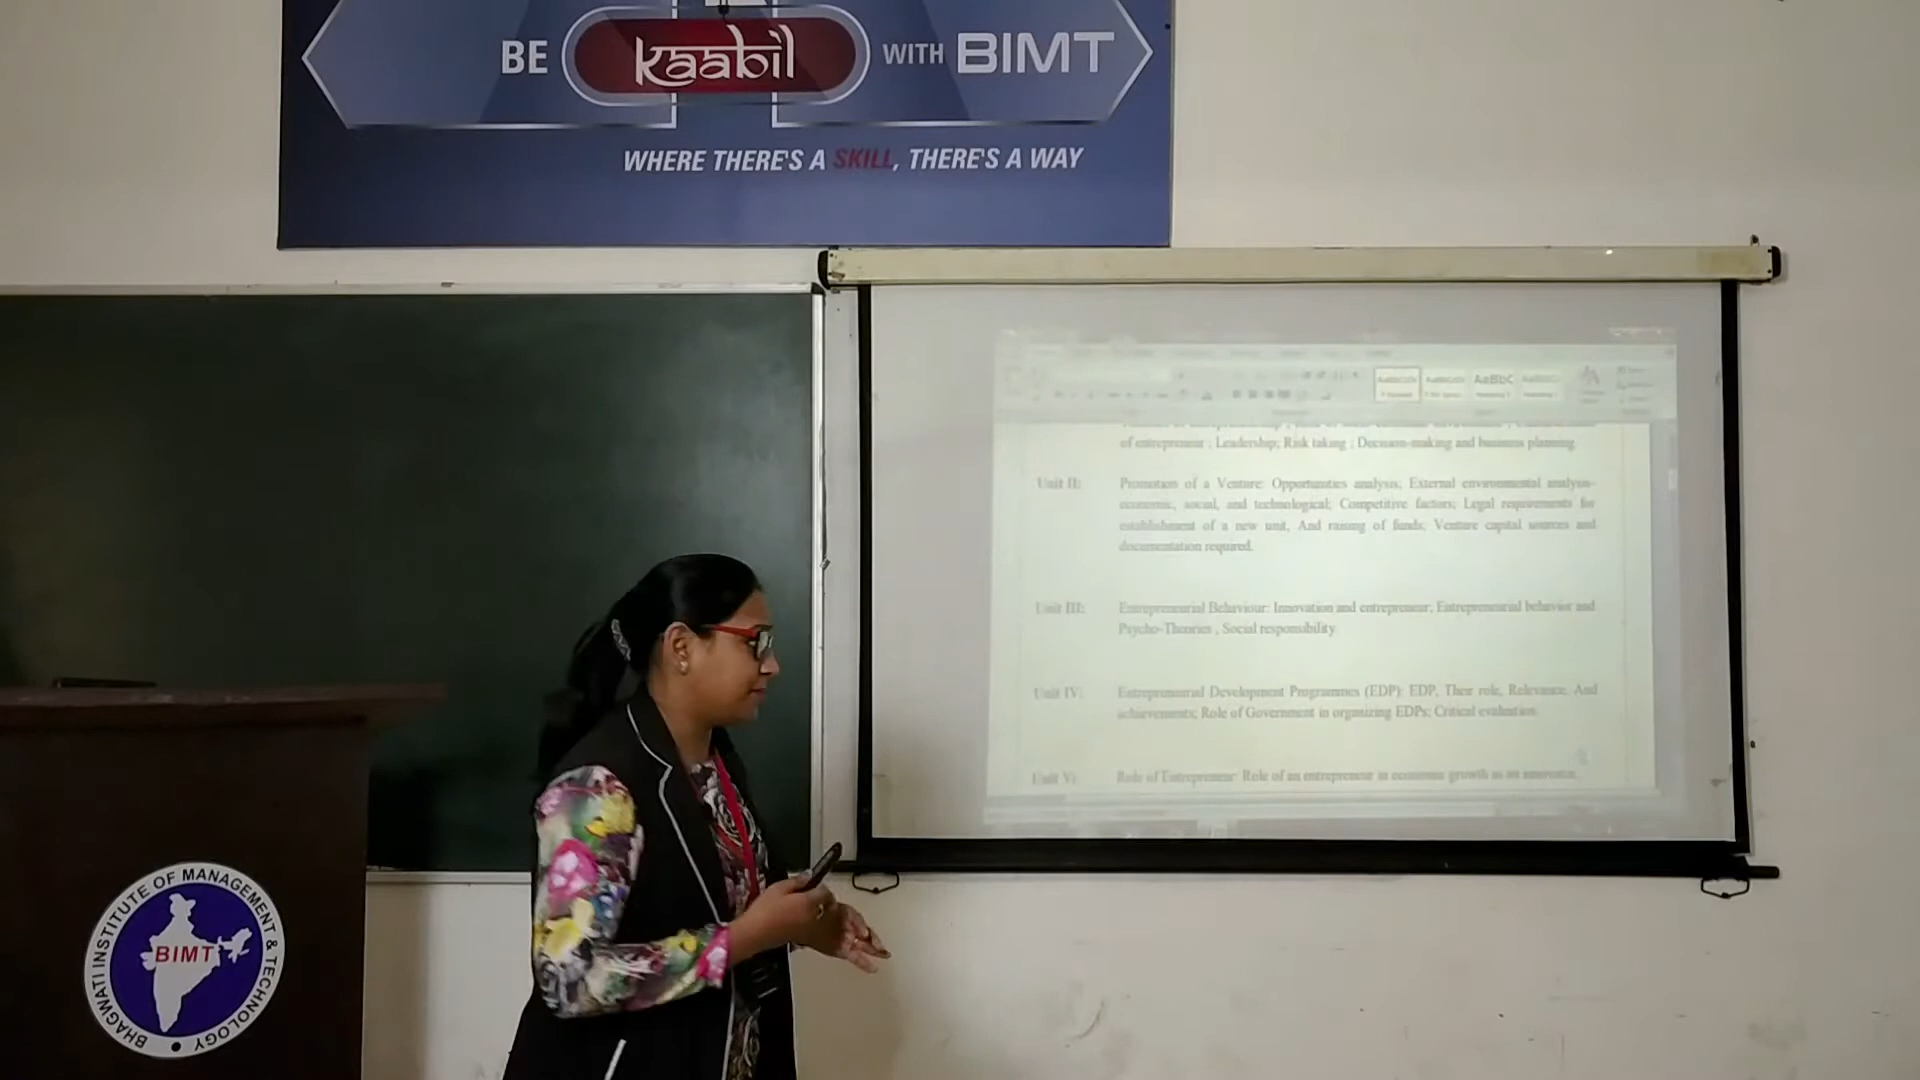 BE kaabil WITH BIMT
WHERE THERE'S A SKILL, THERE'S A WAY
of entrepreneur ; Leadership; Risk taking ; Decision-making and business planning.
Unit II: Promotion of a Venture: Opportunities analysis; External environmental analysis-
economic, social, and technological; Competitive factors; Legal requirements for
establishment of a new unit, And raising of funds; Venture capital sources and
documentation required.
Unit III: Entrepreneurial Behaviour: Innovation and entrepreneur; Entrepreneurial behavior and
Psycho-Theories , Social responsibility.
Unit IV: Entrepreneurial Development Programmes (EDP): EDP, Their role, Relevance, And
achievements; Role of Government in organizing EDPs; Critical evaluation.
Unit V: Role of Entrepreneur: Role of an entrepreneur in economic growth as an innovator,
BHAGWATI INSTITUTE OF MANAGEMENT & TECHNOLOGY
BIMT